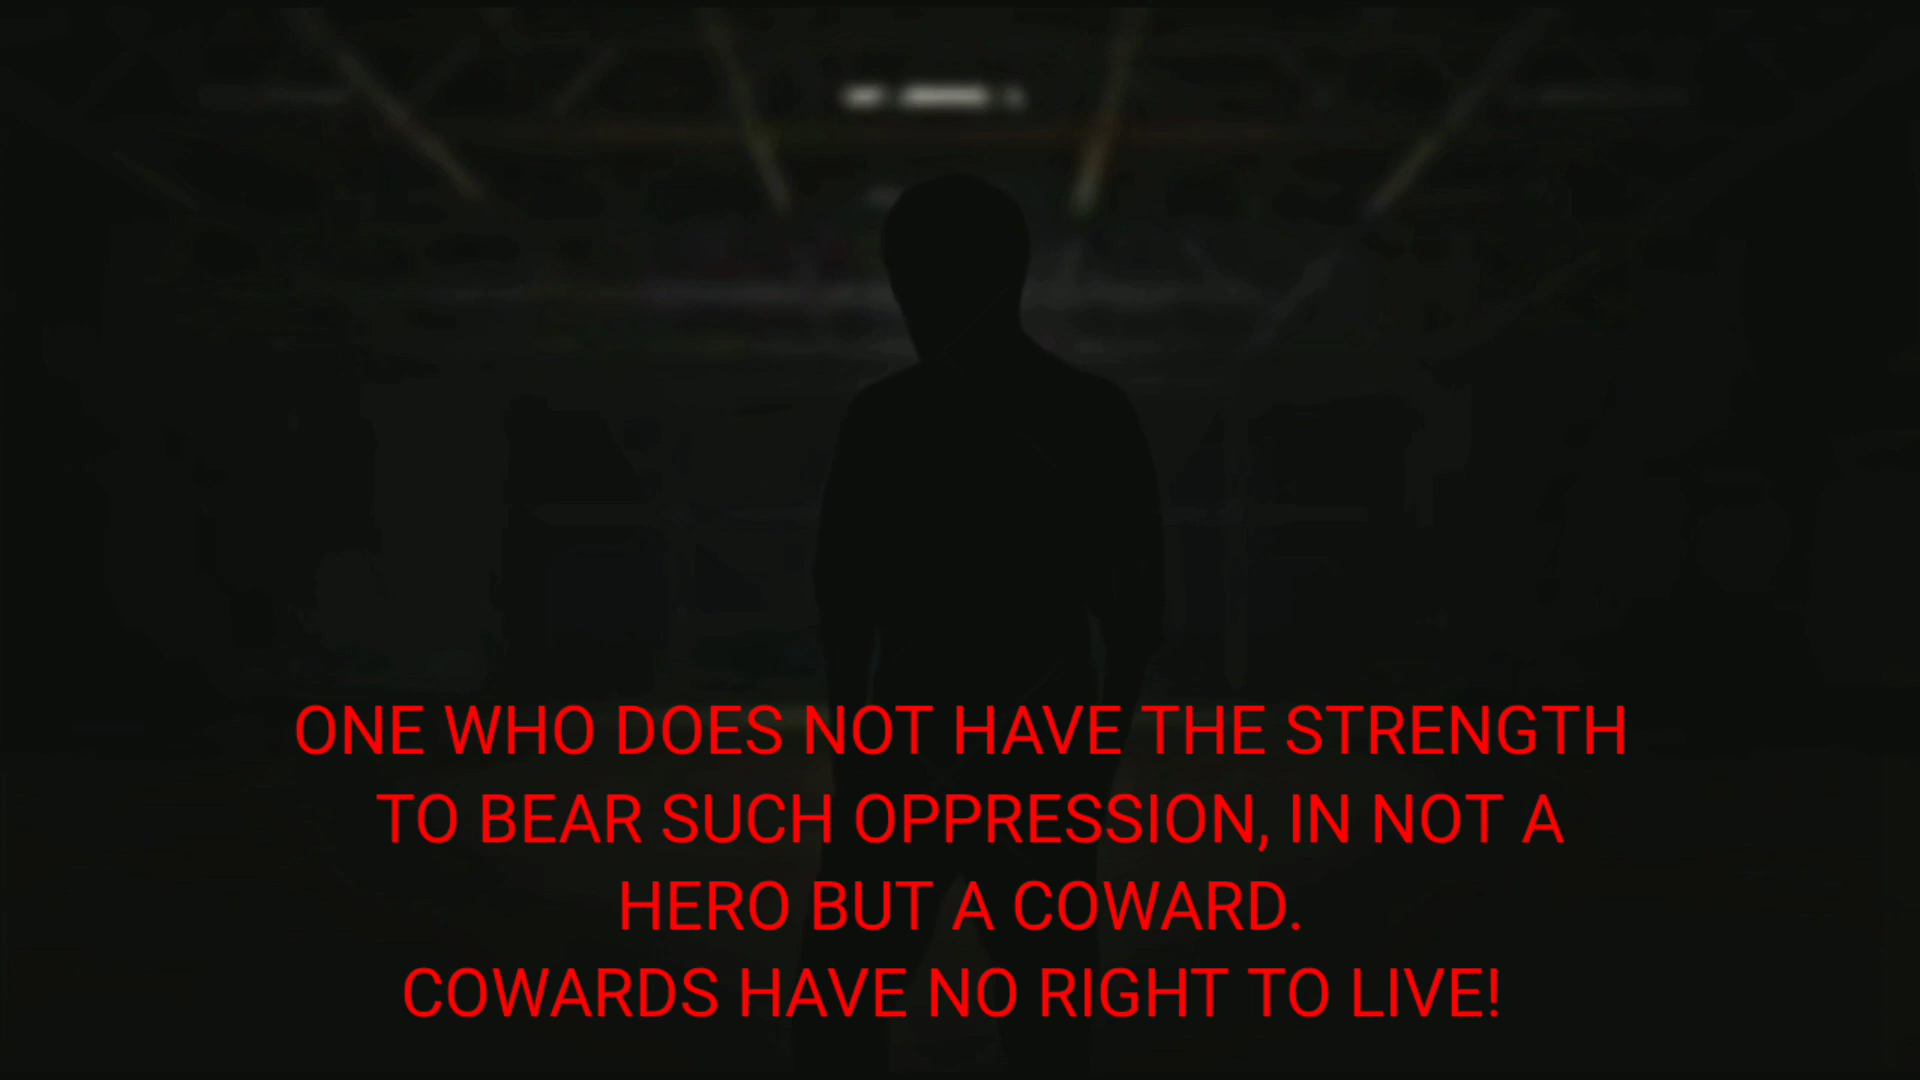 ONE WHO DOES NOT HAVE THE STRENGTH
TO BEAR SUCH OPPRESSION, IN NOT A
HERO BUT A COWARD.
COWARDS HAVE NO RIGHT TO LIVE!